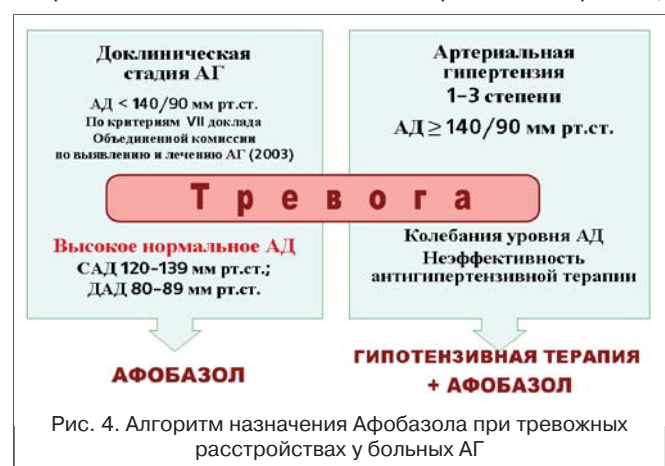 Доклиническая
стадия АГ
АД < 140/90 мм рт.ст.
По критериям VII доклада
Объединенной комиссии
по выявлению и лечению АГ (2003)
Артериальная
гипертензия
1–3 степени
АД ≥ 140/90 мм рт.ст.
Тревога
Высокое нормальное АД
САД 120–139 мм рт.ст.;
ДАД 80–89 мм рт.ст.
Колебания уровня АД
Неэффективность
антигипертензивной терапии
АФОБАЗОЛ
ГИПОТЕНЗИВНАЯ ТЕРАПИЯ
+ АФОБАЗОЛ
Рис. 4. Алгоритм назначения Афобазола при тревожных
расстройствах у больных АГ